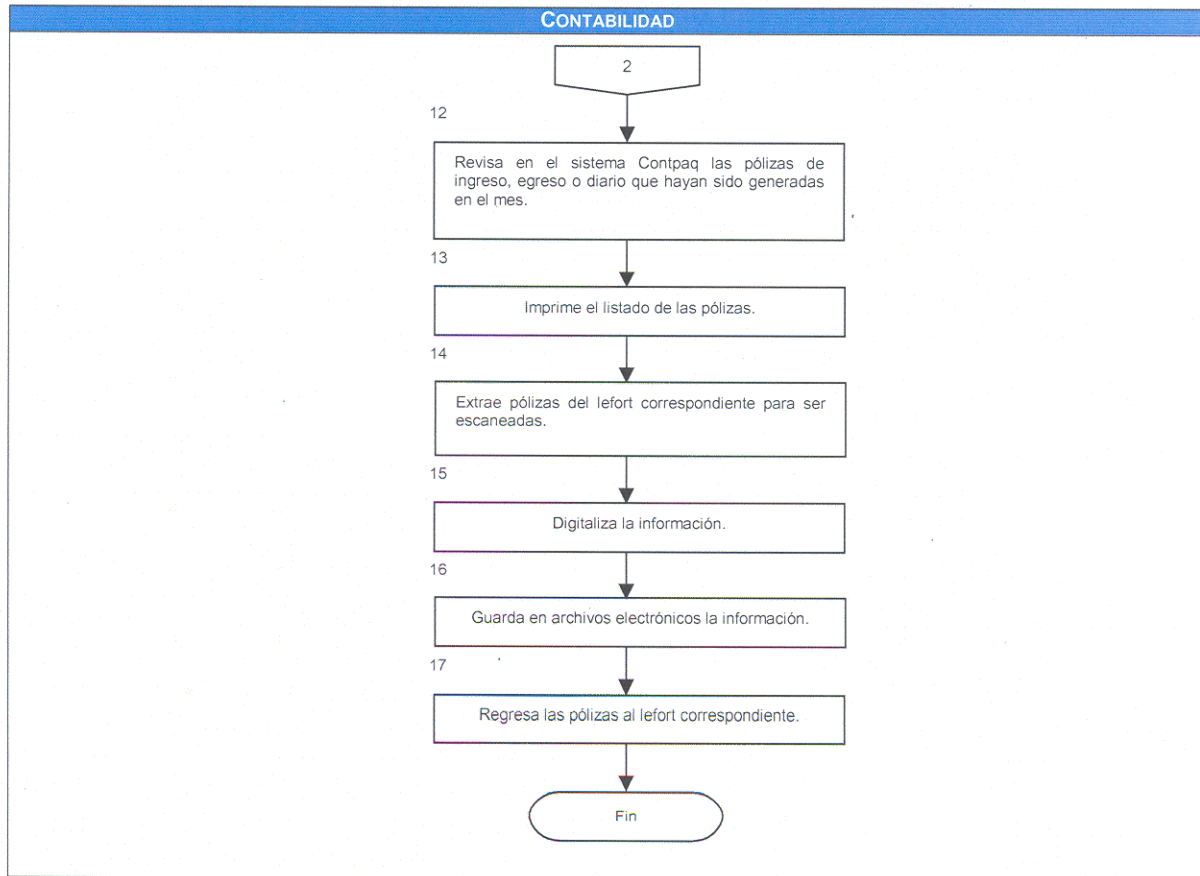 CONTABILIDAD
2
12
Revisa en el sistema Contpaq las pólizas de
ingreso, egreso o diario que hayan sido generadas
en el mes.
13
Imprime el listado de las pólizas.
14
Extrae pólizas del lefort correspondiente para ser
escaneadas.
15
Digitaliza la información.
16
Guarda en archivos electrónicos la información.
17
Regresa las pólizas al lefort correspondiente.
Fin